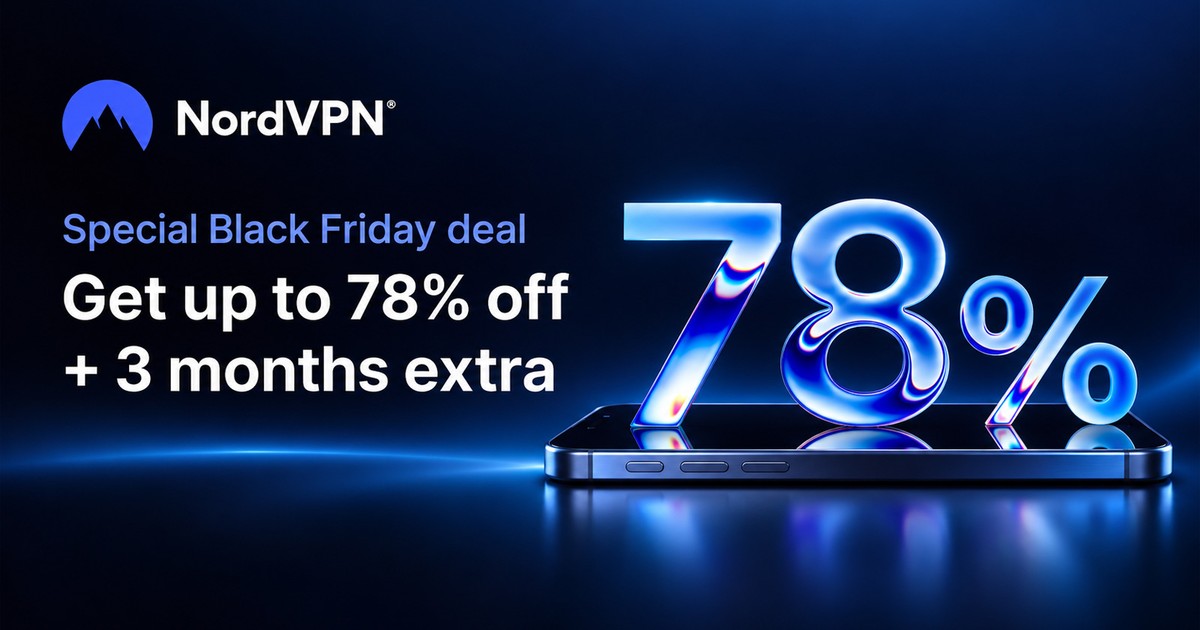 NordVPN®
Special Black Friday deal
Get up to 78% off
+ 3 months extra
78%